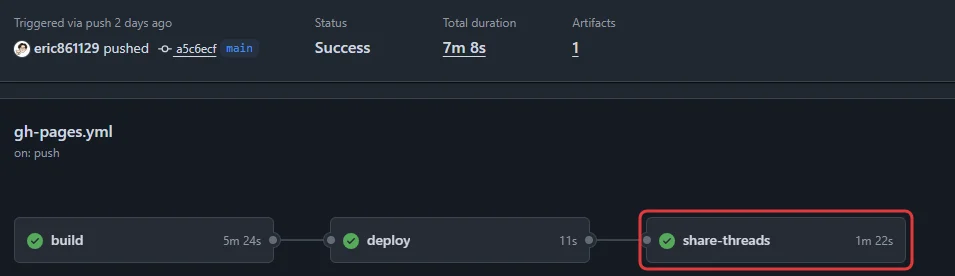 Triggered via push 2 days ago
Status
Total duration
Artifacts
eric861129 pushed a5c6ecf main
Success
7m 8s
1
gh-pages.yml
on: push
build 5m 24s
deploy 11s
share-threads 1m 22s